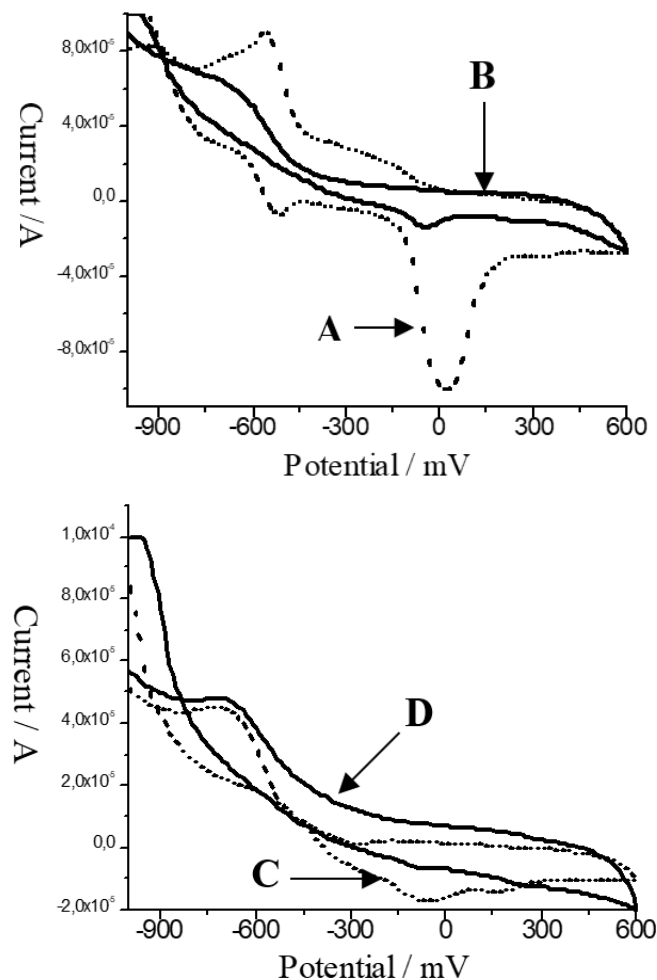 8,0x10⁻⁵
4,0x10⁻⁵
0,0
-4,0x10⁻⁵
-8,0x10⁻⁵
Current /A
A
B
-900 -600 -300 0 300 600
Potential / mV
1,0x10⁻⁴
8,0x10⁻⁵
6,0x10⁻⁵
4,0x10⁻⁵
2,0x10⁻⁵
0,0
-2,0x10⁻⁵
Current / A
D
C
-900 -600 -300 0 300 600
Potential / mV